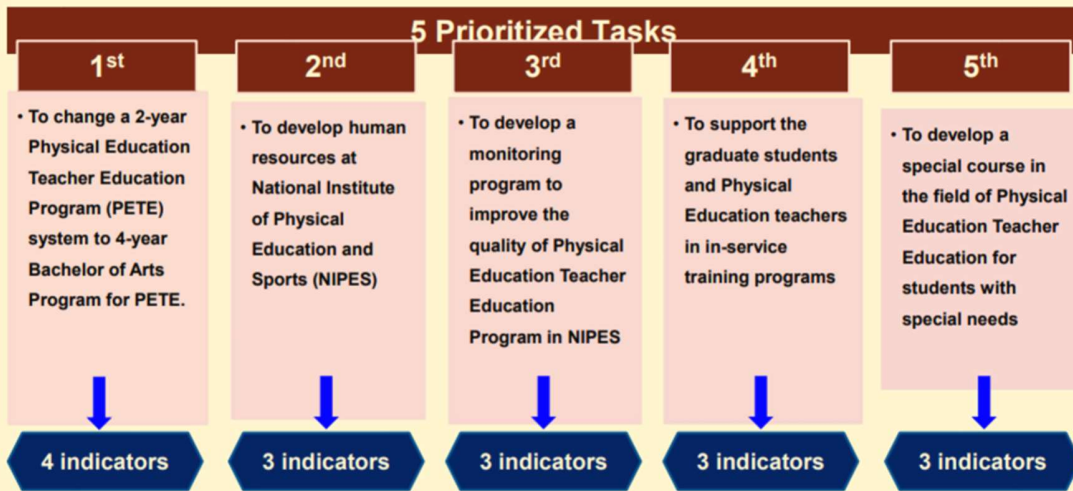 5 Prioritized Tasks
1st
• To change a 2-year
Physical Education
Teacher Education
Program (PETE)
system to 4-year
Bachelor of Arts
Program for PETE.
4 indicators
2nd
• To develop human
resources at
National Institute
of Physical
Education and
Sports (NIPES)
3 indicators
3rd
• To develop a
monitoring
program to
improve the
quality of Physical
Education Teacher
Education
Program in NIPES
3 indicators
4th
• To support the
graduate students
and Physical
Education teachers
in in-service
training programs
3 indicators
5th
• To develop a
special course in
the field of Physical
Education Teacher
Education for
students with
special needs
3 indicators